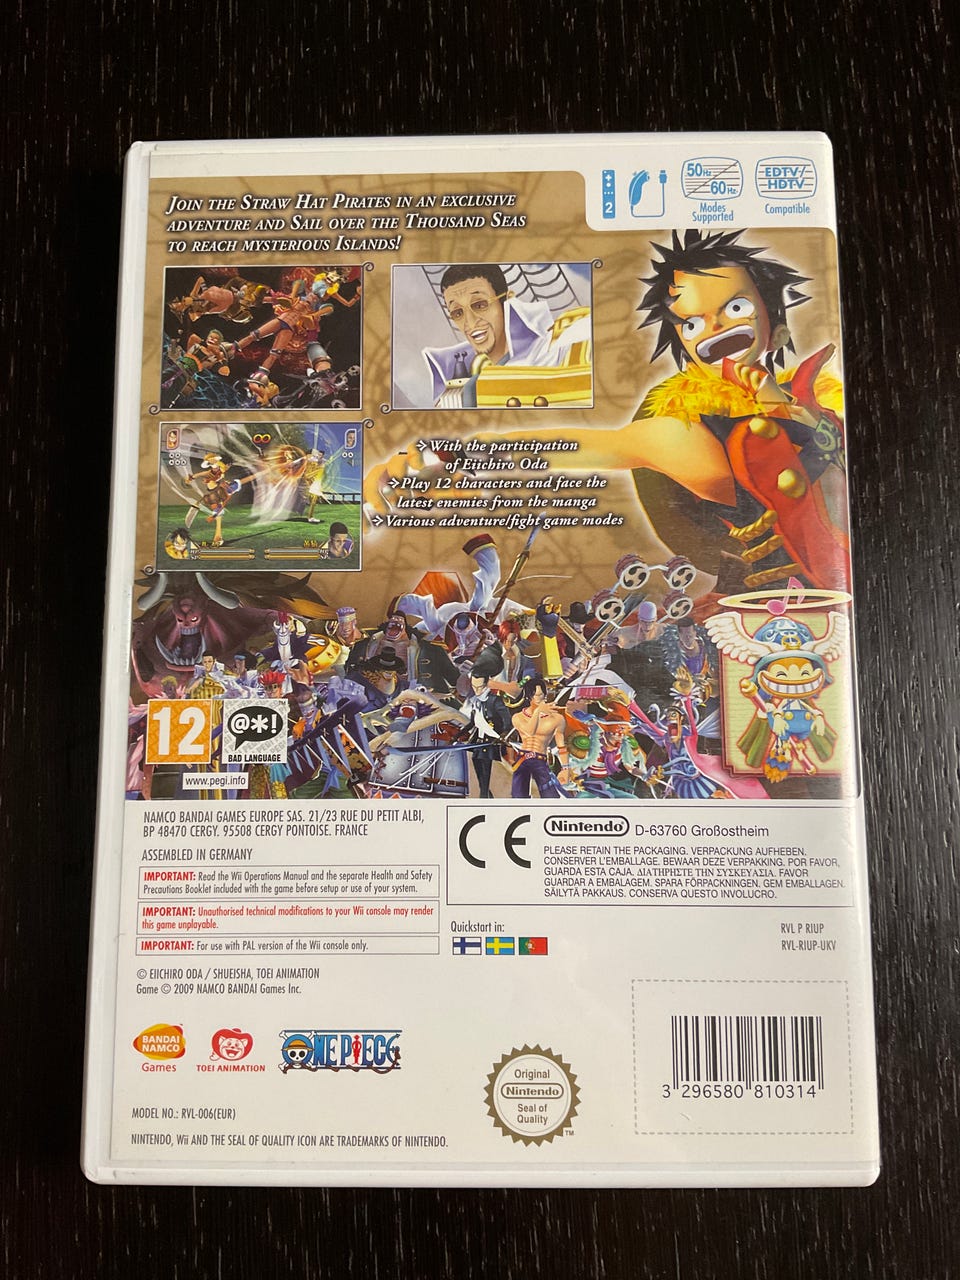 JOIN THE STRAW HAT PIRATES IN AN EXCLUSIVE
ADVENTURE AND SAIL OVER THE THOUSAND SEAS
TO REACH MYSTERIOUS ISLANDS!
2
50Hz
60Hz
Modes
Supported
EDTV/
HDTV
Compatible
With the participation
of Eiichiro Oda
Play 12 characters and face the
latest enemies from the manga
Various adventure/fight game modes
12
www.pegi.info
@*!
BAD LANGUAGE
NAMCO BANDAI GAMES EUROPE SAS. 21/23 RUE DU PETIT ALBI,
BP 48470 CERGY. 95508 CERGY PONTOISE. FRANCE
ASSEMBLED IN GERMANY
IMPORTANT: Read the Wii Operations Manual and the separate Health and Safety
Precautions Booklet included with the game before setup or use of your system.
IMPORTANT: Unauthorised technical modifications to your Wii console may render
this game unplayable.
IMPORTANT: For use with PAL version of the Wii console only.
© EIICHIRO ODA / SHUEISHA, TOEI ANIMATION
Game © 2009 NAMCO BANDAI Games Inc.
CE Nintendo D-63760 Großostheim
PLEASE RETAIN THE PACKAGING. VERPACKUNG AUFHEBEN.
CONSERVER L'EMBALLAGE. BEWAAR DEZE VERPAKKING. POR FAVOR,
GUARDA ESTA CAJA. ΔΙΑΤΗΡΗΣΤΕ ΤΗΝ ΣΥΣΚΕΥΑΣΙΑ. FAVOR
GUARDAR A EMBALAGEM. SPARA FÖRPACKNINGEN. GEM EMBALLAGEN.
SÄILYTÄ PAKKAUS. CONSERVA QUESTO INVOLUCRO.
Quickstart in:
RVL P RIUP
RVL-RIUP-UKV
BANDAI
NAMCO
Games
TOEI ANIMATION
ONE PIECE
Original
Nintendo
Seal of
Quality
TM
3 296580 810314
MODEL NO.: RVL-006(EUR)
NINTENDO, Wii AND THE SEAL OF QUALITY ICON ARE TRADEMARKS OF NINTENDO.